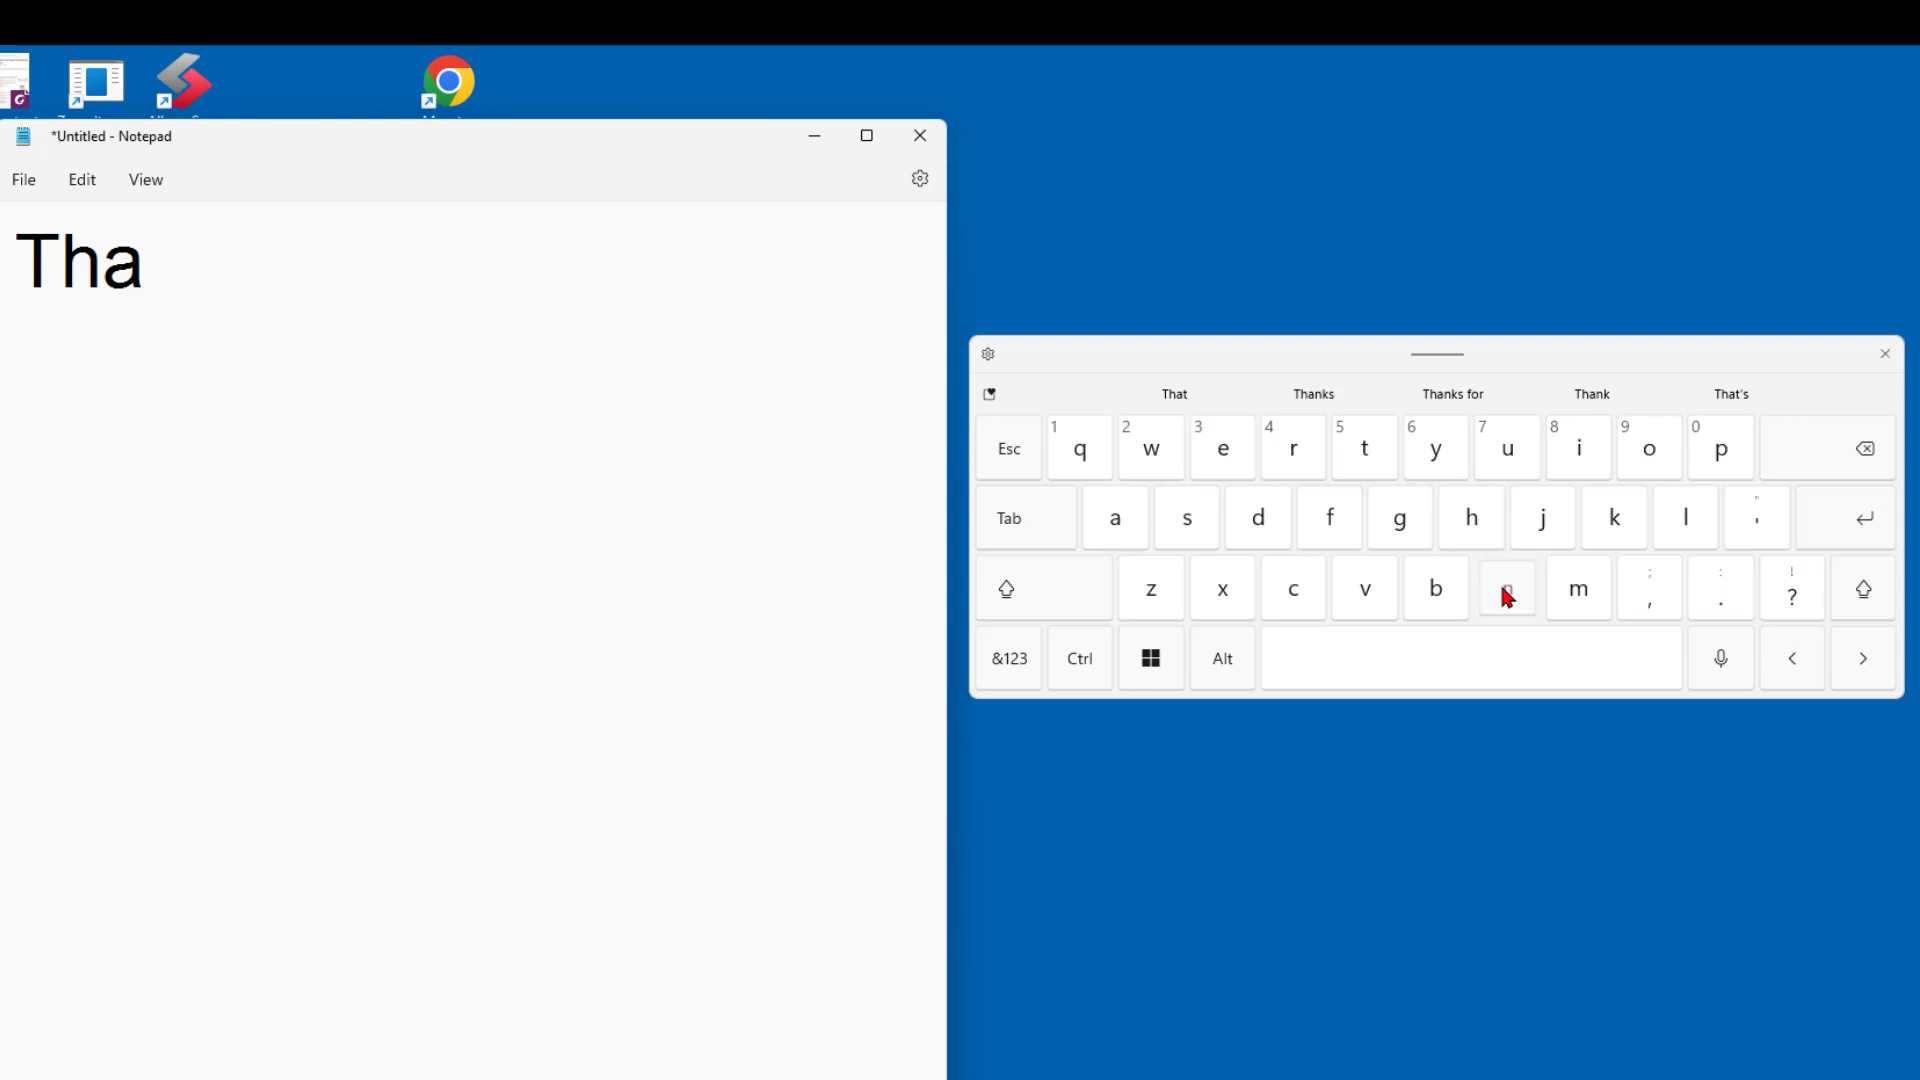 *Untitled - Notepad
File Edit View
Tha
That Thanks Thanks for Thank That's
Esc 1 q 2 w 3 e 4 r 5 t 6 y 7 u 8 i 9 o 0 p
Tab a s d f g h j k l " '
z x c v b n m ; , : . ! ?
&123 Ctrl Alt < >